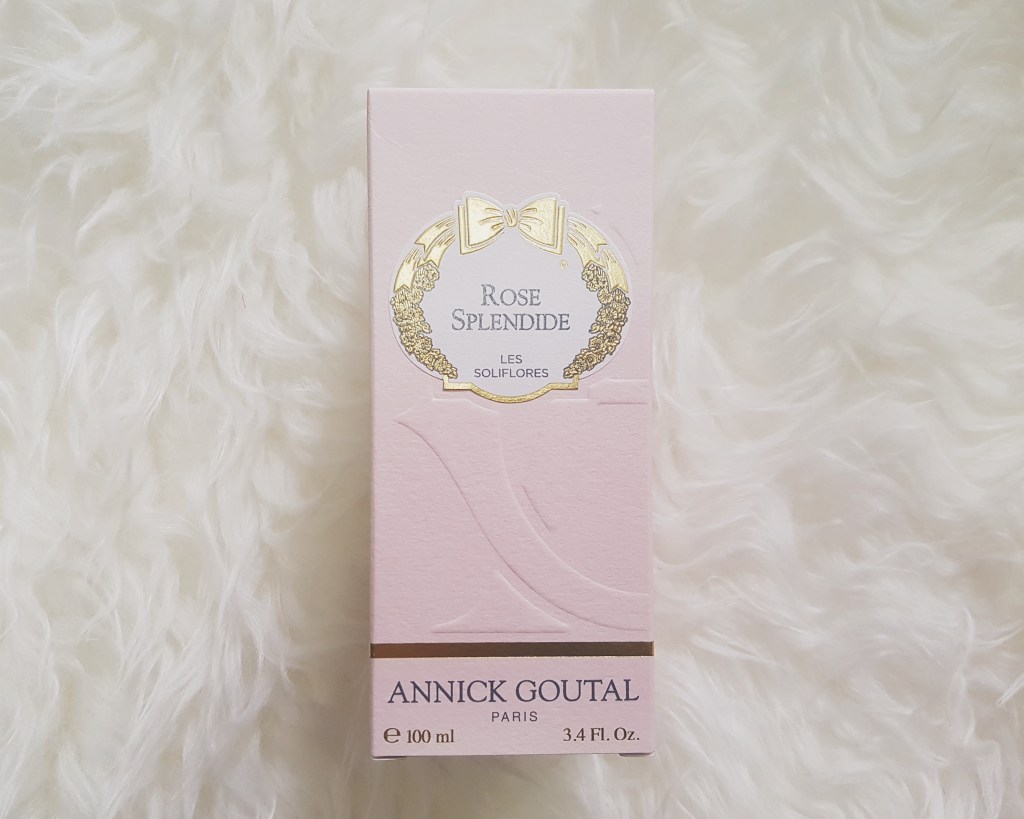 ROSE
SPLENDIDE
LES
SOLIFLORES
ANNICK GOUTAL
PARIS
℮ 100 ml 3.4 Fl. Oz.